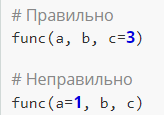 # Правильно
func(a, b, c=3)
# Неправильно
func(a=1, b, c)